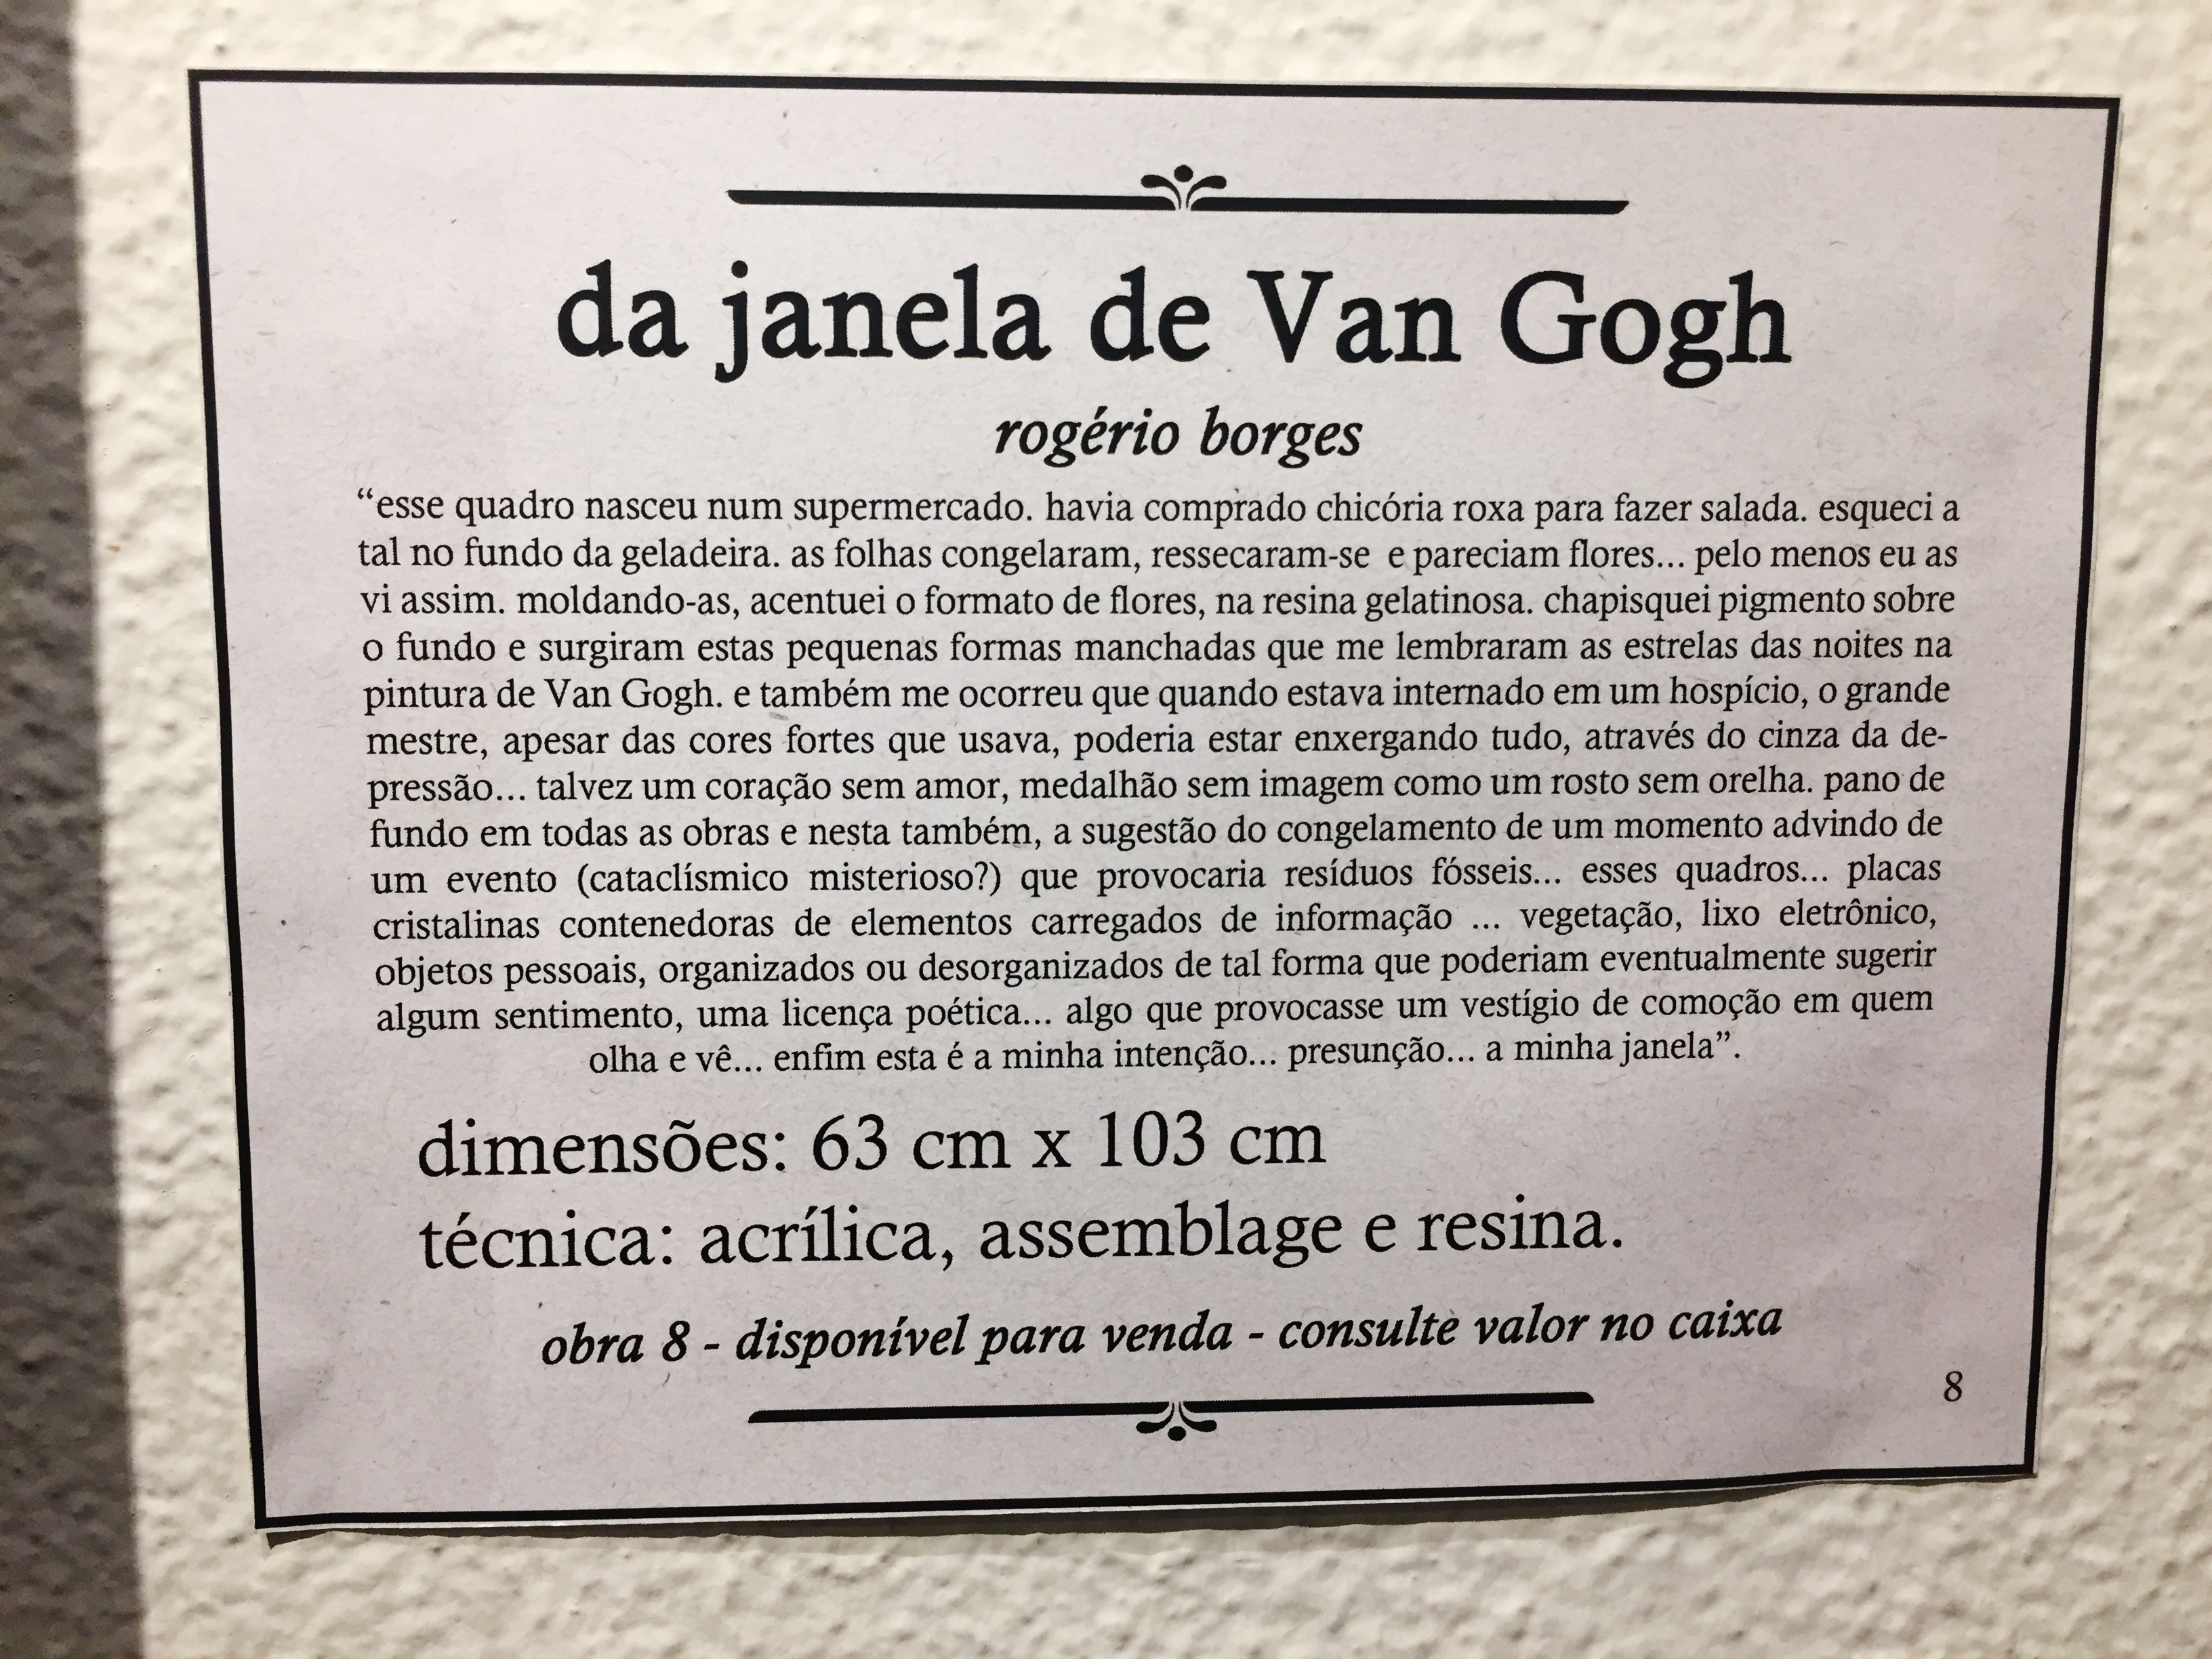 da janela de Van Gogh
rogério borges
“esse quadro nasceu num supermercado. havia comprado chicória roxa para fazer salada. esqueci a
tal no fundo da geladeira. as folhas congelaram, ressecaram-se e pareciam flores... pelo menos eu as
vi assim. moldando-as, acentuei o formato de flores, na resina gelatinosa. chapisquei pigmento sobre
o fundo e surgiram estas pequenas formas manchadas que me lembraram as estrelas das noites na
pintura de Van Gogh. e também me ocorreu que quando estava internado em um hospício, o grande
mestre, apesar das cores fortes que usava, poderia estar enxergando tudo, através do cinza da de-
pressão... talvez um coração sem amor, medalhão sem imagem como um rosto sem orelha. pano de
fundo em todas as obras e nesta também, a sugestão do congelamento de um momento advindo de
um evento (cataclísmico misterioso?) que provocaria resíduos fósseis... esses quadros... placas
cristalinas contenedoras de elementos carregados de informação ... vegetação, lixo eletrônico,
objetos pessoais, organizados ou desorganizados de tal forma que poderiam eventualmente sugerir
algum sentimento, uma licença poética... algo que provocasse um vestígio de comoção em quem
olha e vê... enfim esta é a minha intenção... presunção... a minha janela”.
dimensões: 63 cm x 103 cm
técnica: acrílica, assemblage e resina.
obra 8 - disponível para venda - consulte valor no caixa
8